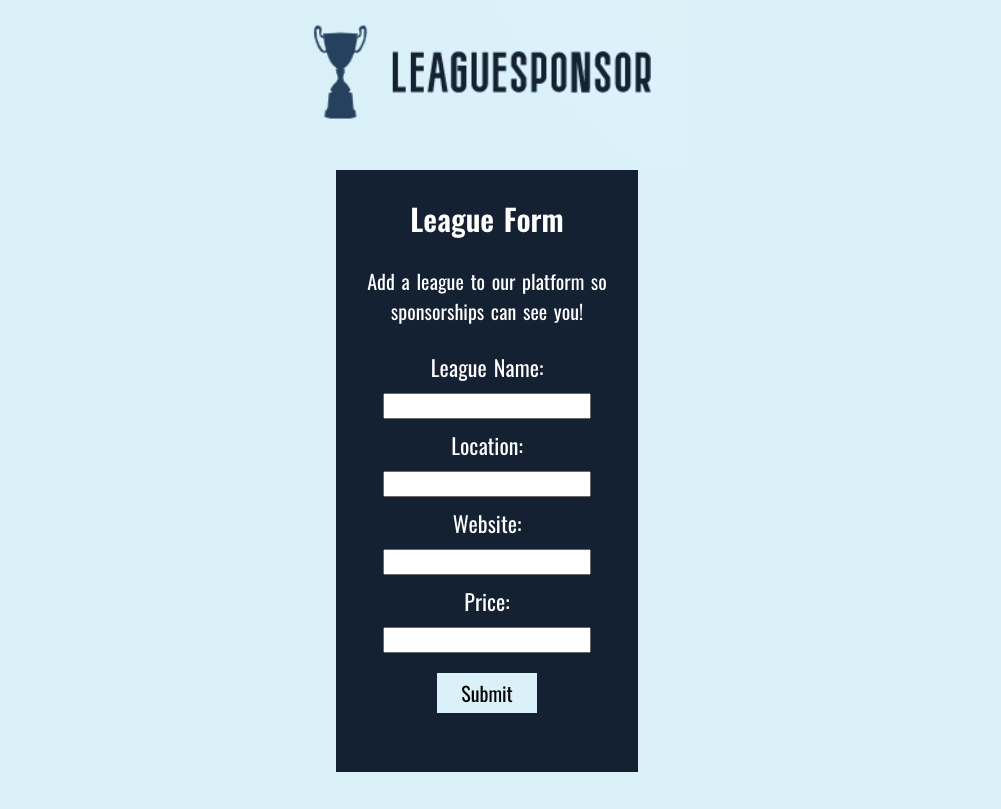 LEAGUESPONSOR
League Form
Add a league to our platform so
sponsorships can see you!
League Name:
Location:
Website:
Price:
Submit